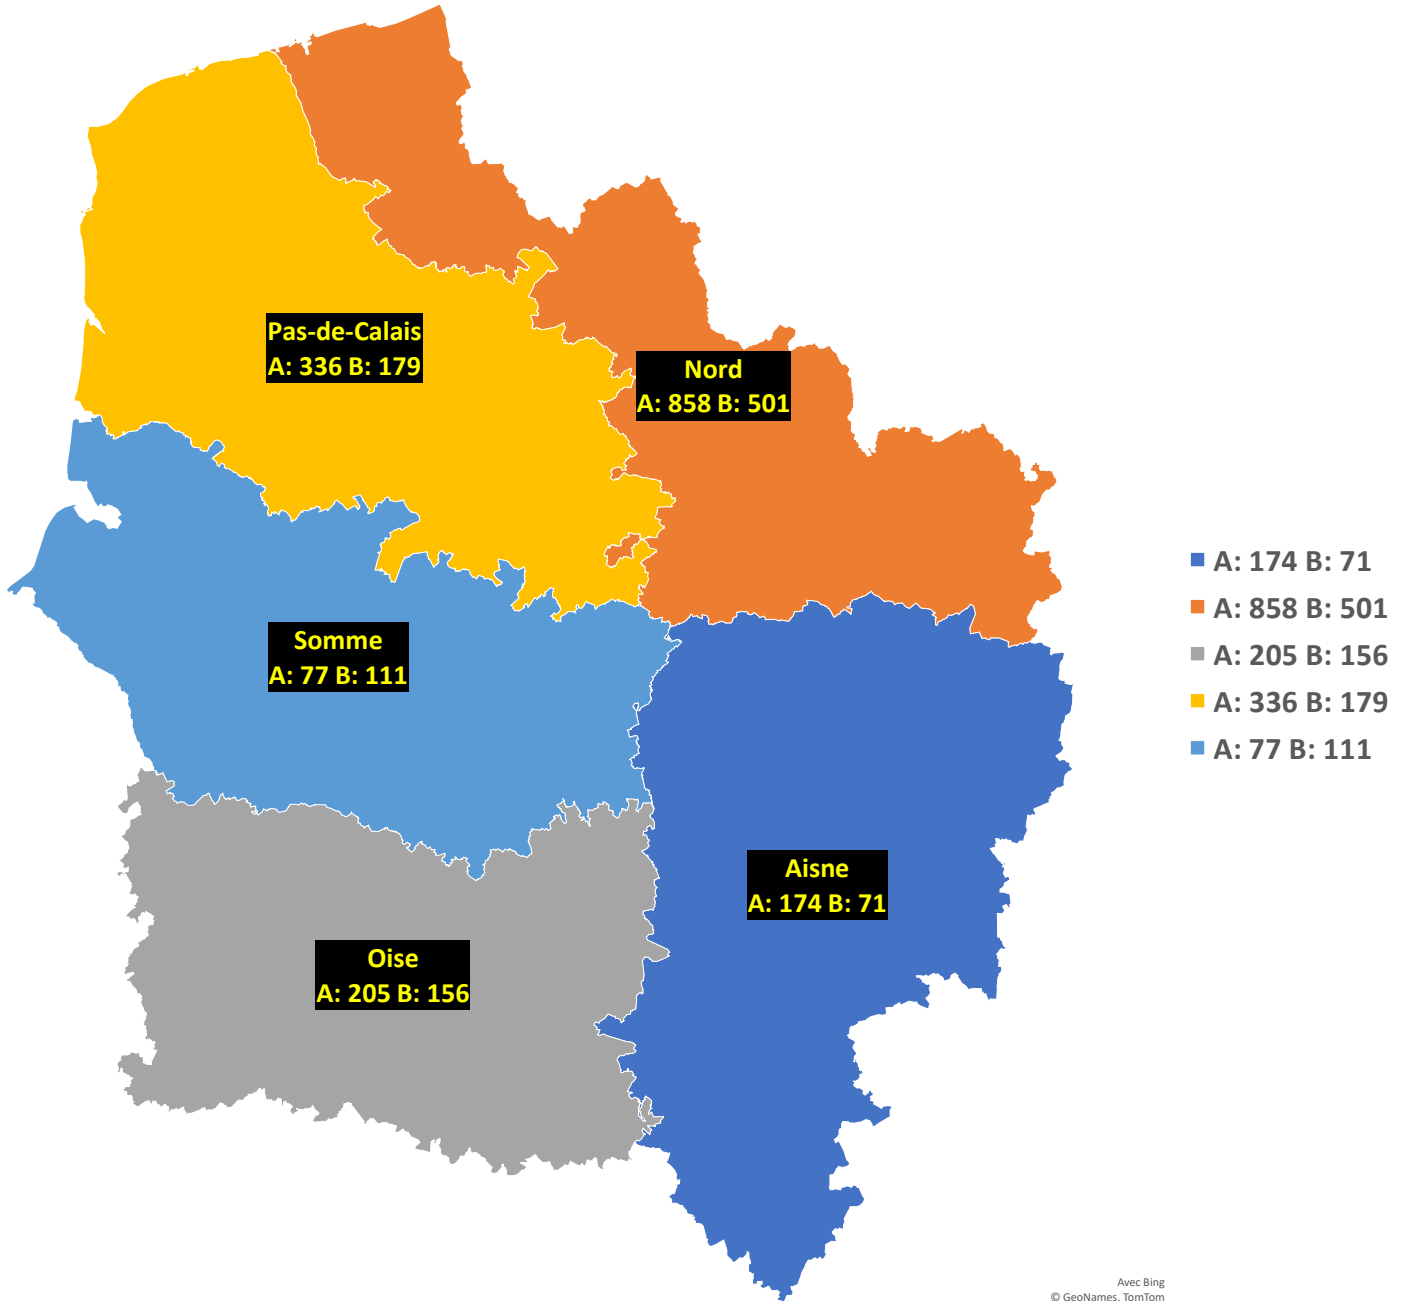 Pas-de-Calais
A: 336 B: 179
Nord
A: 858 B: 501
Somme
A: 77 B: 111
Aisne
A: 174 B: 71
Oise
A: 205 B: 156
A: 174 B: 71
A: 858 B: 501
A: 205 B: 156
A: 336 B: 179
A: 77 B: 111
Avec Bing
© GeoNames, TomTom